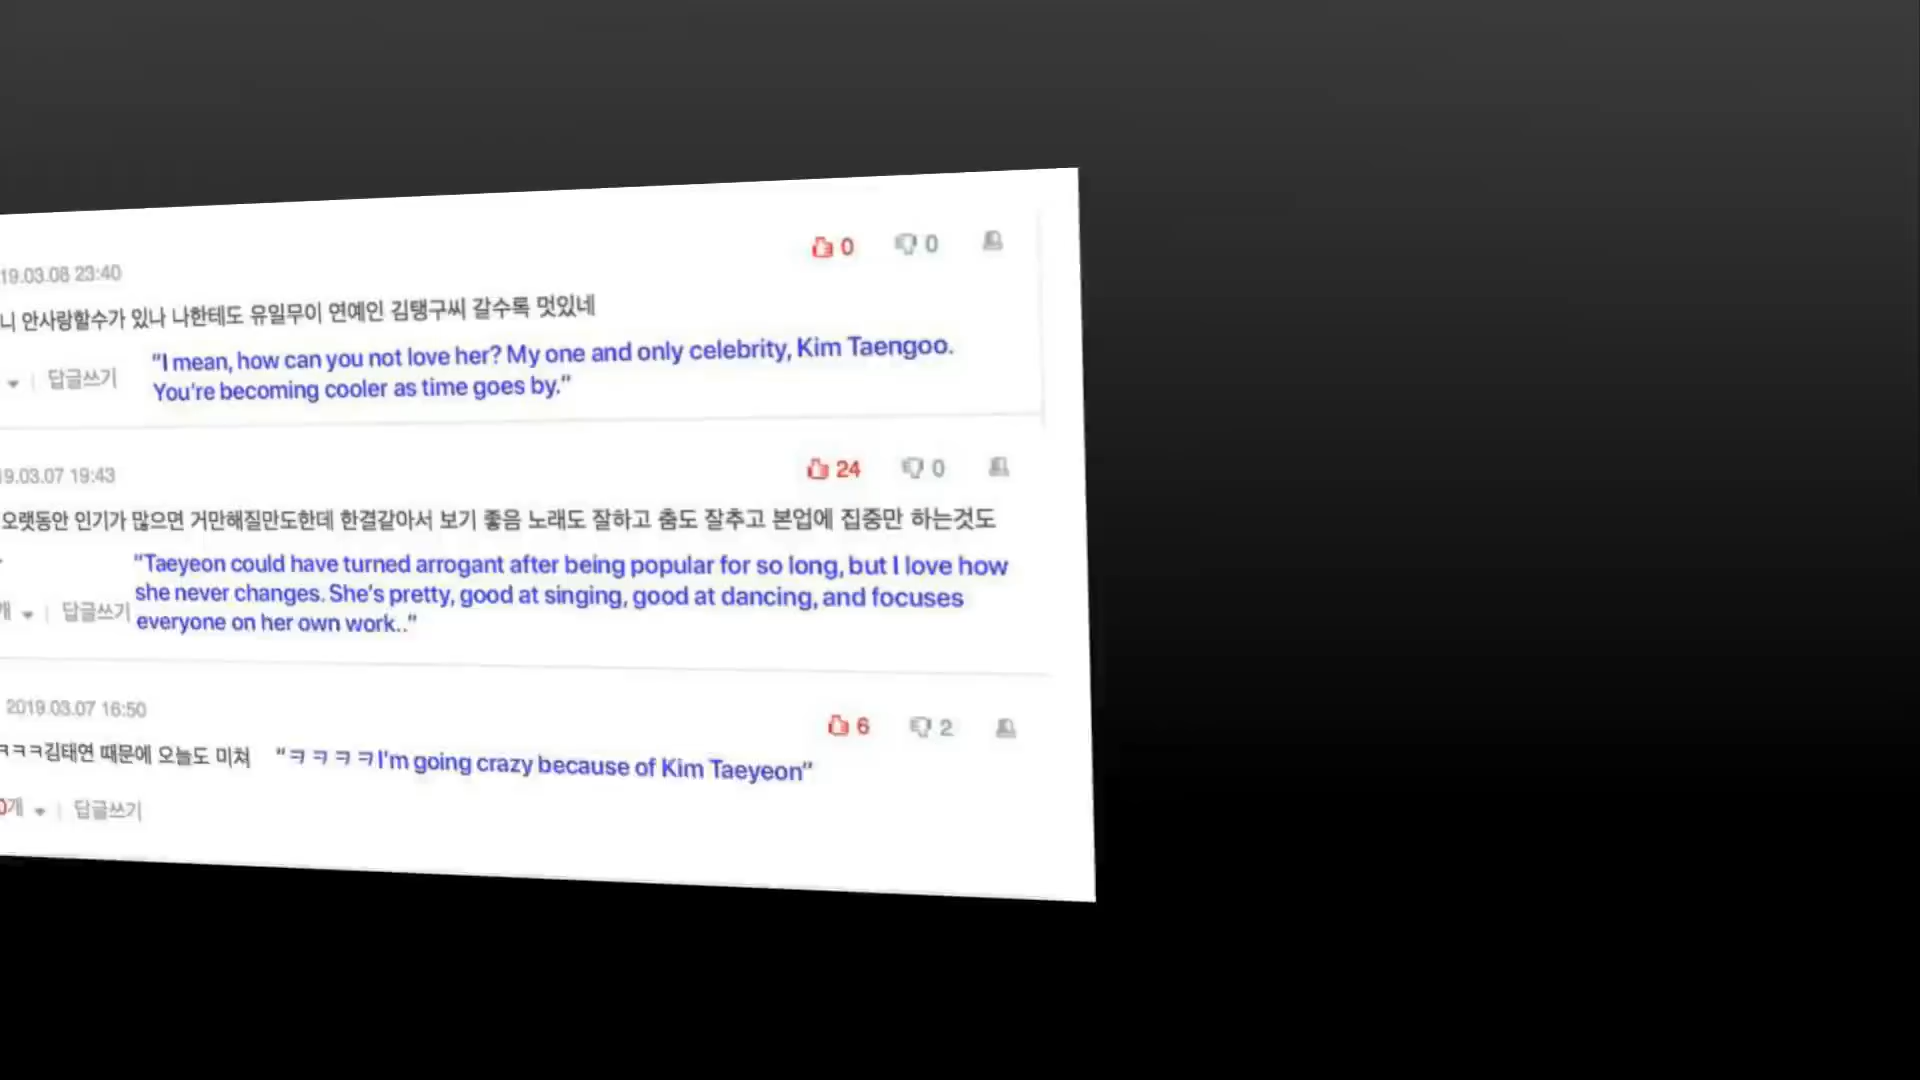 0 0
19.03.08 23:40
니 안사랑할수가 있나 나한테도 유일무이 연예인 김탱구씨 갈수록 멋있네
"I mean, how can you not love her? My one and only celebrity, Kim Taengoo.
답글쓰기
You're becoming cooler as time goes by."
24 0
19.03.07 19:43
오랫동안 인기가 많으면 거만해질만도한데 한결같아서 보기 좋음 노래도 잘하고 춤도 잘추고 본업에 집중만 하는것도
"Taeyeon could have turned arrogant after being popular for so long, but I love how
she never changes. She's pretty, good at singing, good at dancing, and focuses
개 답글쓰기
everyone on her own work.."
2019.03.07 16:50
6 2
ㅋㅋㅋ김태연 때문에 오늘도 미쳐 "ㅋㅋㅋㅋI'm going crazy because of Kim Taeyeon"
0개 답글쓰기